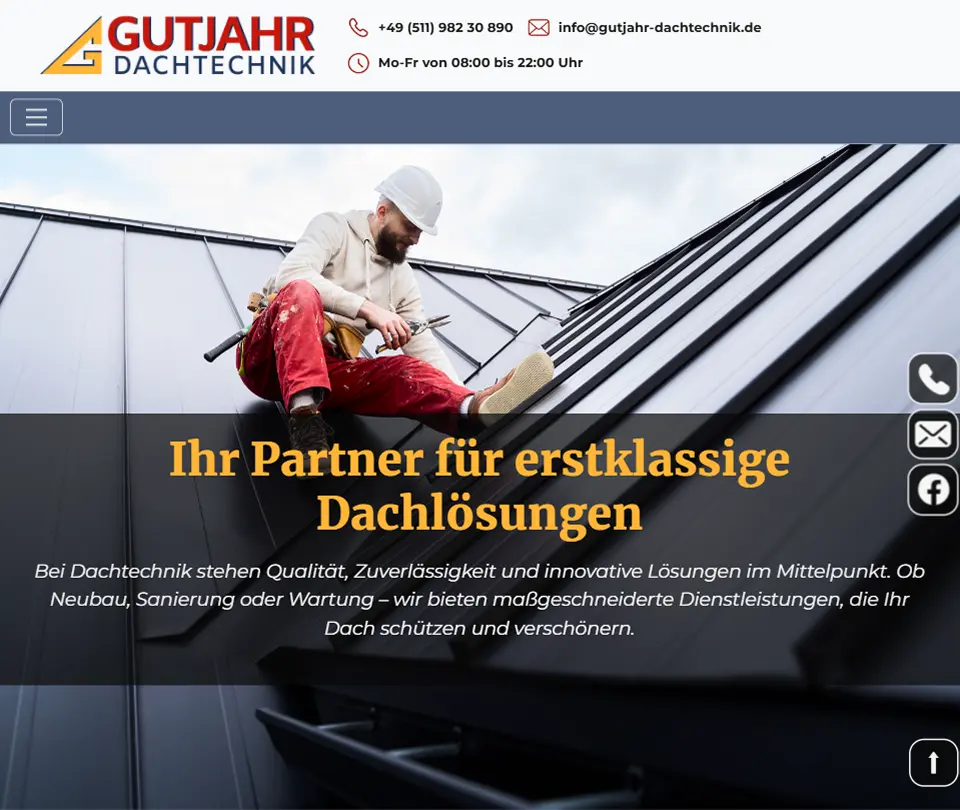 GUTJAHR
DACHTECHNIK
+49 (511) 982 30 890
info@gutjahr-dachtechnik.de
Mo-Fr von 08:00 bis 22:00 Uhr
Ihr Partner für erstklassige
Dachlösungen
Bei Dachtechnik stehen Qualität, Zuverlässigkeit und innovative Lösungen im Mittelpunkt. Ob
Neubau, Sanierung oder Wartung – wir bieten maßgeschneiderte Dienstleistungen, die Ihr
Dach schützen und verschönern.